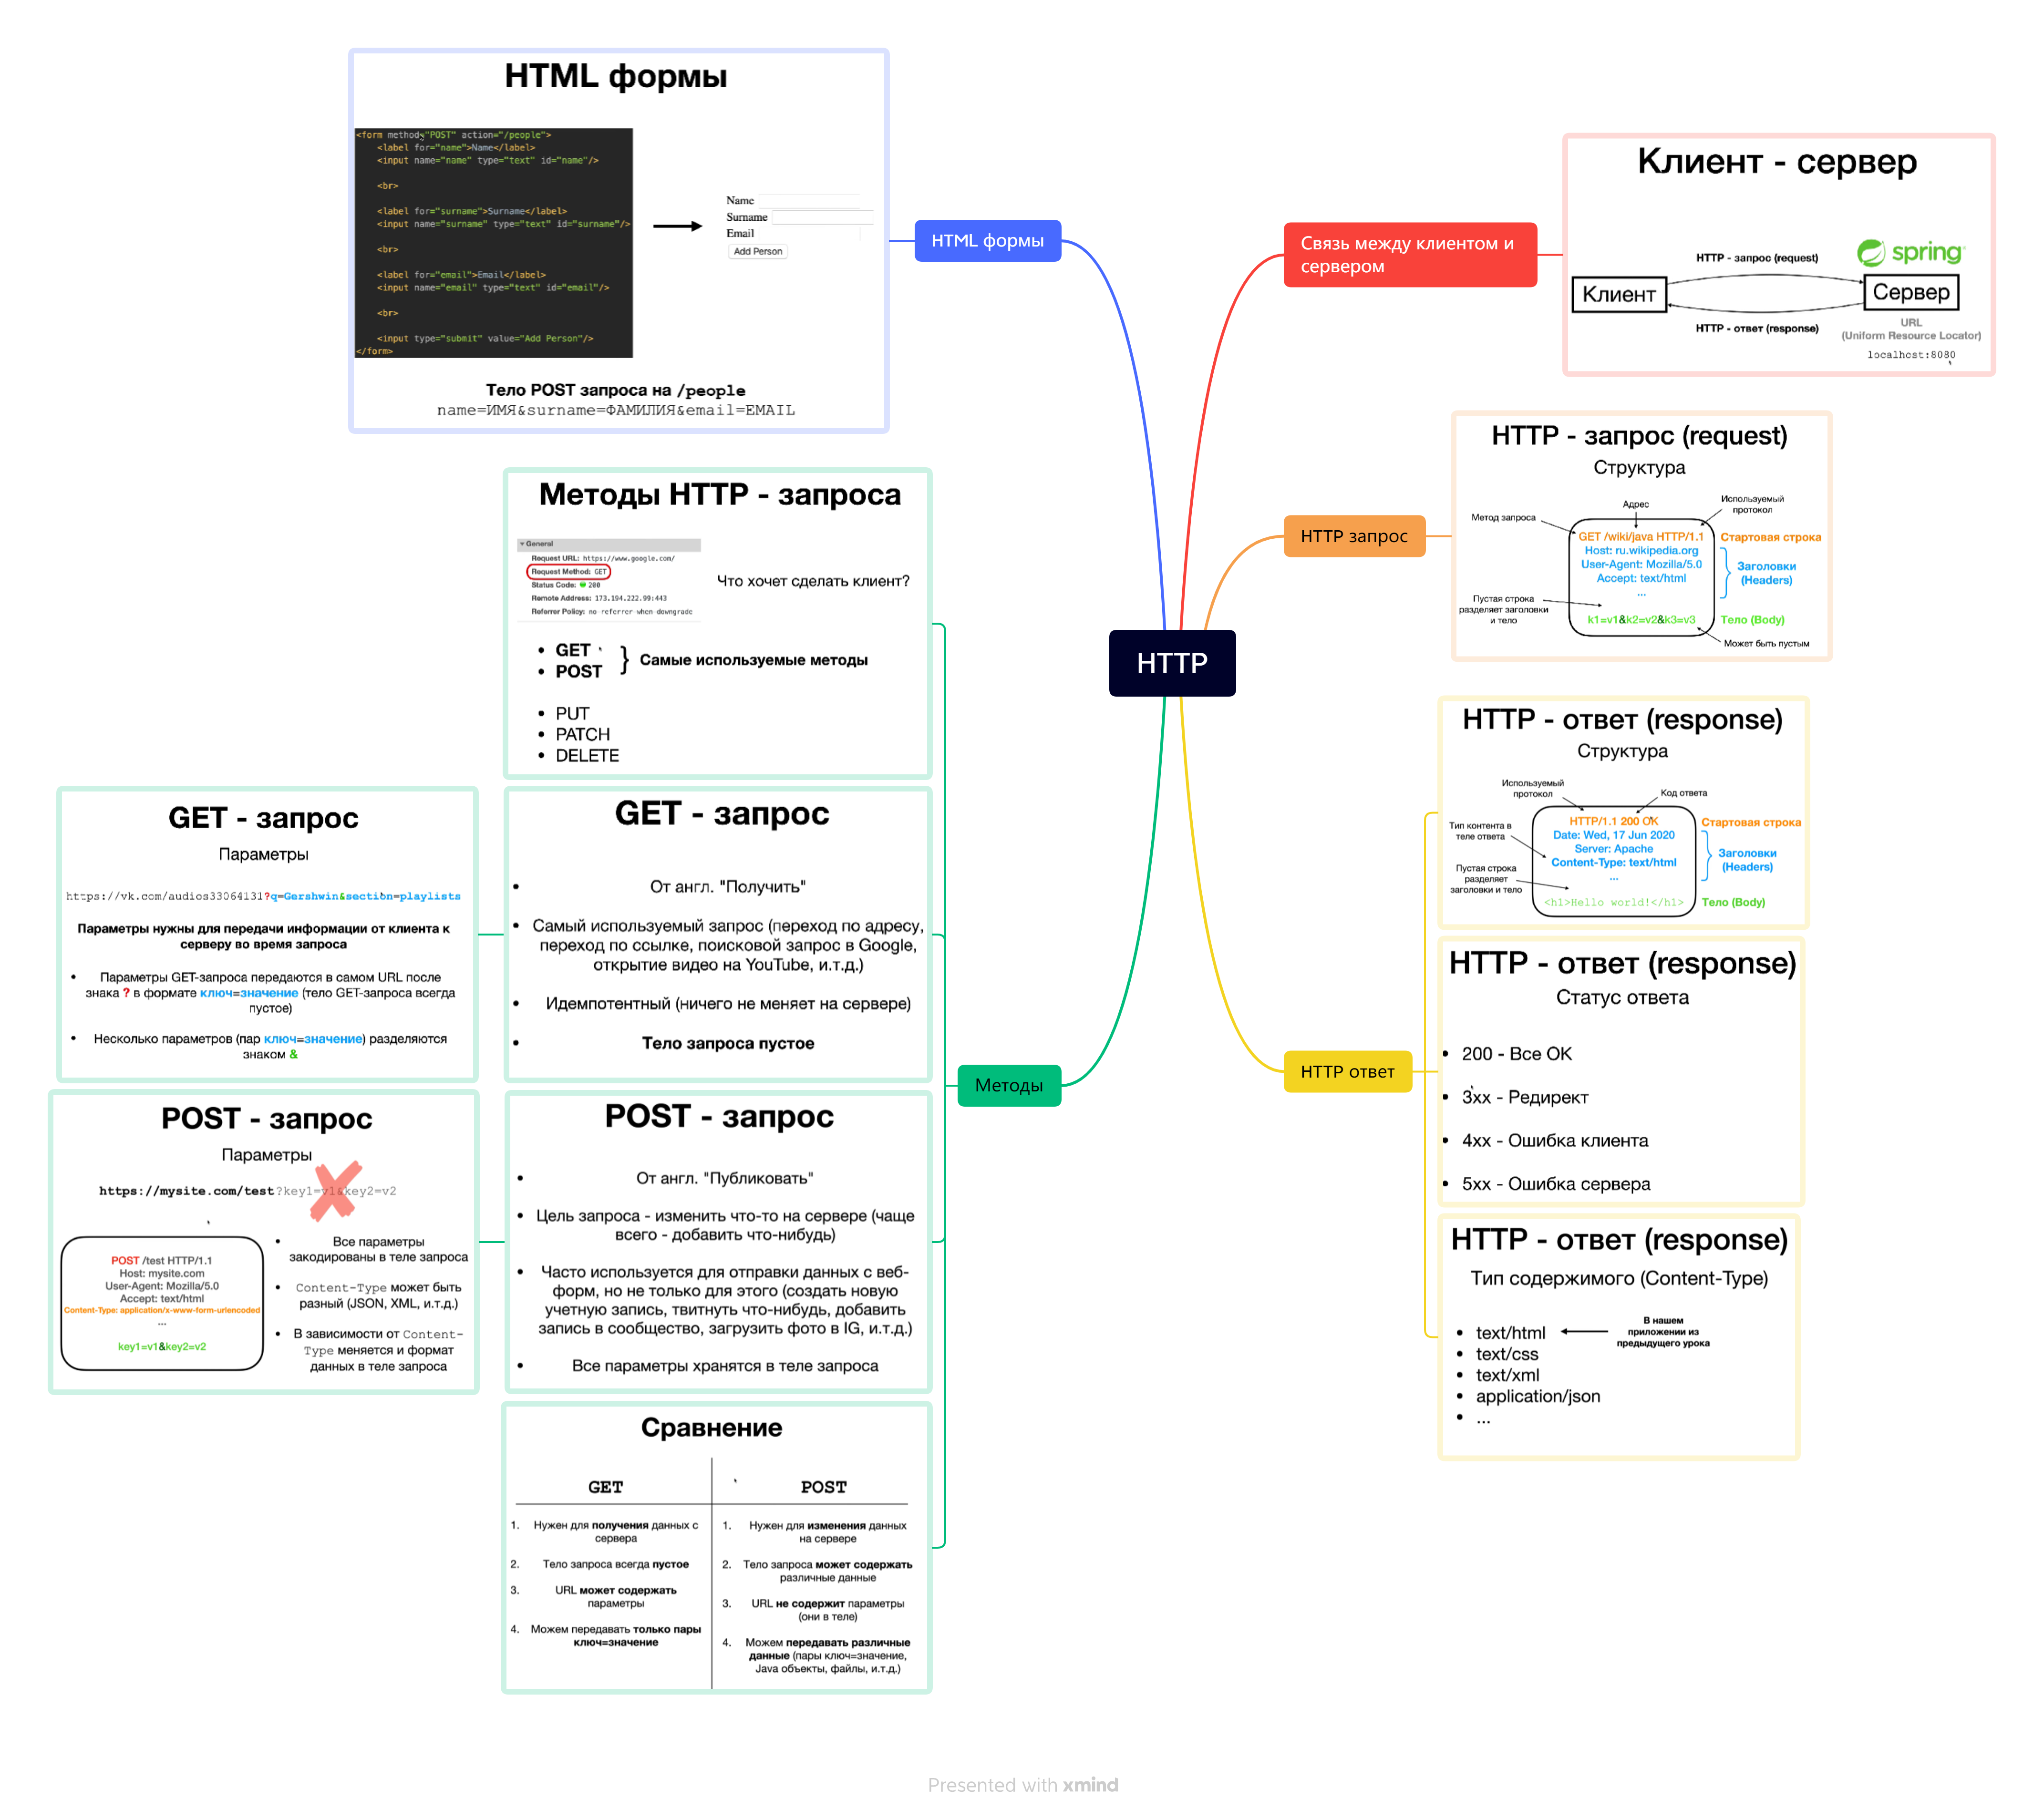 HTML формы
<form method="POST" action="/people">
<label for="name">Name</label>
<input name="name" type="text" id="name"/>
<br>
<label for="surname">Surname</label>
<input name="surname" type="text" id="surname"/>
<br>
<label for="email">Email</label>
<input name="email" type="text" id="email"/>
<br>
<input type="submit" value="Add Person"/>
</form>
Name
Surname
Email
Add Person
Тело POST запроса на /people
name=ИМЯ&surname=ФАМИЛИЯ&email=EMAIL
HTML формы
Связь между клиентом и
сервером
Клиент - сервер
spring
HTTP - запрос (request)
Клиент
Сервер
HTTP - ответ (response)
URL
(Uniform Resource Locator)
localhost:8080
HTTP запрос
HTTP - запрос (request)
Структура
Адрес
Используемый
протокол
Метод запроса
GET /wiki/java HTTP/1.1
Стартовая строка
Host: ru.wikipedia.org
User-Agent: Mozilla/5.0
Accept: text/html
...
Заголовки
(Headers)
Пустая строка
разделяет заголовки
и тело
k1=v1&k2=v2&k3=v3
Тело (Body)
Может быть пустым
HTTP
HTTP ответ
HTTP - ответ (response)
Структура
Используемый
протокол
Код ответа
HTTP/1.1 200 OK
Стартовая строка
Тип контента в
теле ответа
Date: Wed, 17 Jun 2020
Server: Apache
Content-Type: text/html
...
Заголовки
(Headers)
Пустая строка
разделяет
заголовки и тело
<h1>Hello world!</h1>
Тело (Body)
HTTP - ответ (response)
Статус ответа
• 200 - Все ОК
• 3xx - Редирект
• 4xx - Ошибка клиента
• 5xx - Ошибка сервера
HTTP - ответ (response)
Тип содержимого (Content-Type)
• text/html
• text/css
• text/xml
• application/json
• ...
В нашем
приложении из
предыдущего урока
Методы
Методы HTTP - запроса
General
Request URL: https://www.google.com/
Request Method: GET
Status Code: 200
Remote Address: 173.194.222.99:443
Referrer Policy: no-referrer-when-downgrade
Что хочет сделать клиент?
• GET
• POST
Самые используемые методы
• PUT
• PATCH
• DELETE
GET - запрос
• От англ. "Получить"
• Самый используемый запрос (переход по адресу,
переход по ссылке, поисковой запрос в Google,
открытие видео на YouTube, и.т.д.)
• Идемпотентный (ничего не меняет на сервере)
• Тело запроса пустое
GET - запрос
Параметры
https://vk.com/audios33064131?q=Gershwin&section=playlists
Параметры нужны для передачи информации от клиента к
серверу во время запроса
• Параметры GET-запроса передаются в самом URL после
знака ? в формате ключ=значение (тело GET-запроса всегда
пустое)
• Несколько параметров (пар ключ=значение) разделяются
знаком &
POST - запрос
• От англ. "Публиковать"
• Цель запроса - изменить что-то на сервере (чаще
всего - добавить что-нибудь)
• Часто используется для отправки данных с веб-
форм, но не только для этого (создать новую
учетную запись, твитнуть что-нибудь, добавить
запись в сообщество, загрузить фото в IG, и.т.д.)
• Все параметры хранятся в теле запроса
POST - запрос
Параметры
https://mysite.com/test?key1=v1&key2=v2
POST /test HTTP/1.1
Host: mysite.com
User-Agent: Mozilla/5.0
Accept: text/html
Content-Type: application/x-www-form-urlencoded
...
key1=v1&key2=v2
• Все параметры
закодированы в теле запроса
• Content-Type может быть
разный (JSON, XML, и.т.д.)
• В зависимости от Content-
Type меняется и формат
данных в теле запроса
Сравнение
GET
1. Нужен для получения данных с
сервера
2. Тело запроса всегда пустое
3. URL может содержать
параметры
4. Можем передавать только пары
ключ=значение
POST
1. Нужен для изменения данных
на сервере
2. Тело запроса может содержать
различные данные
3. URL не содержит параметры
(они в теле)
4. Можем передавать различные
данные (пары ключ=значение,
Java объекты, файлы, и.т.д.)
Presented with xmind